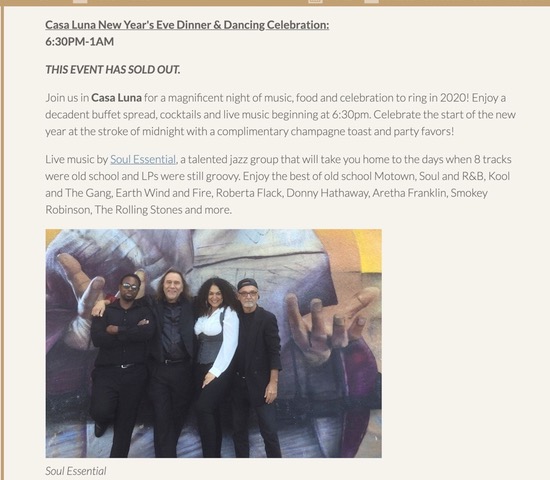 Casa Luna New Year's Eve Dinner & Dancing Celebration:
6:30PM-1AM
THIS EVENT HAS SOLD OUT.
Join us in Casa Luna for a magnificent night of music, food and celebration to ring in 2020! Enjoy a
decadent buffet spread, cocktails and live music beginning at 6:30pm. Celebrate the start of the new
year at the stroke of midnight with a complimentary champagne toast and party favors!
Live music by Soul Essential, a talented jazz group that will take you home to the days when 8 tracks
were old school and LPs were still groovy. Enjoy the best of old school Motown, Soul and R&B, Kool
and The Gang, Earth Wind and Fire, Roberta Flack, Donny Hathaway, Aretha Franklin, Smokey
Robinson, The Rolling Stones and more.
Soul Essential